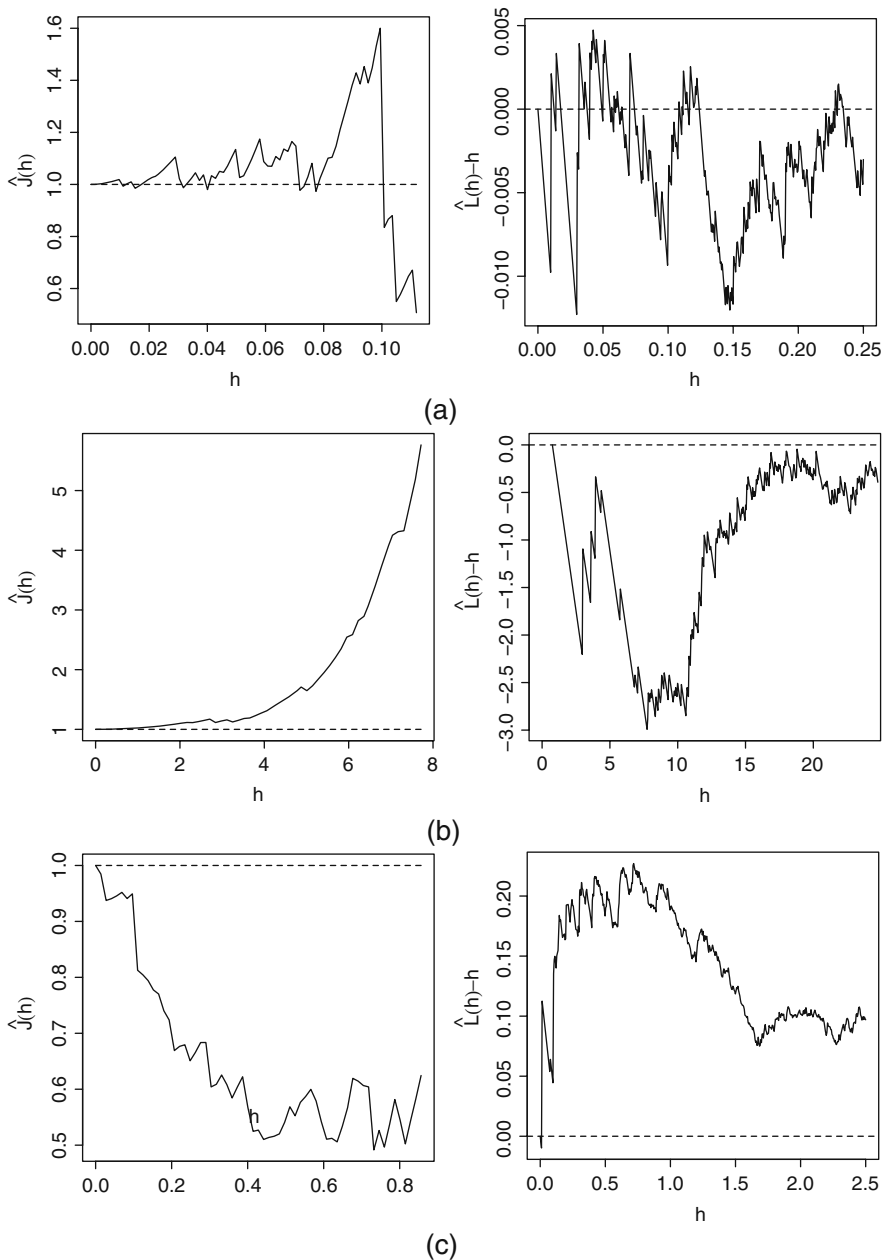 Ĵ(h)
1.6
1.4
1.2
1.0
0.8
0.6
0.00 0.02 0.04 0.06 0.08 0.10
h
L̂(h)−h
0.005
0.000
−0.005
−0.010
0.00 0.05 0.10 0.15 0.20 0.25
h
(a)
Ĵ(h)
5
4
3
2
1
0 2 4 6 8
h
L̂(h)−h
0.0
−0.5
−1.0
−1.5
−2.0
−2.5
−3.0
0 5 10 15 20
h
(b)
Ĵ(h)
1.0
0.9
0.8
0.7
0.6
0.5
h
0.0 0.2 0.4 0.6 0.8
L̂(h)−h
0.20
0.15
0.10
0.05
0.00
0.0 0.5 1.0 1.5 2.0 2.5
h
(c)